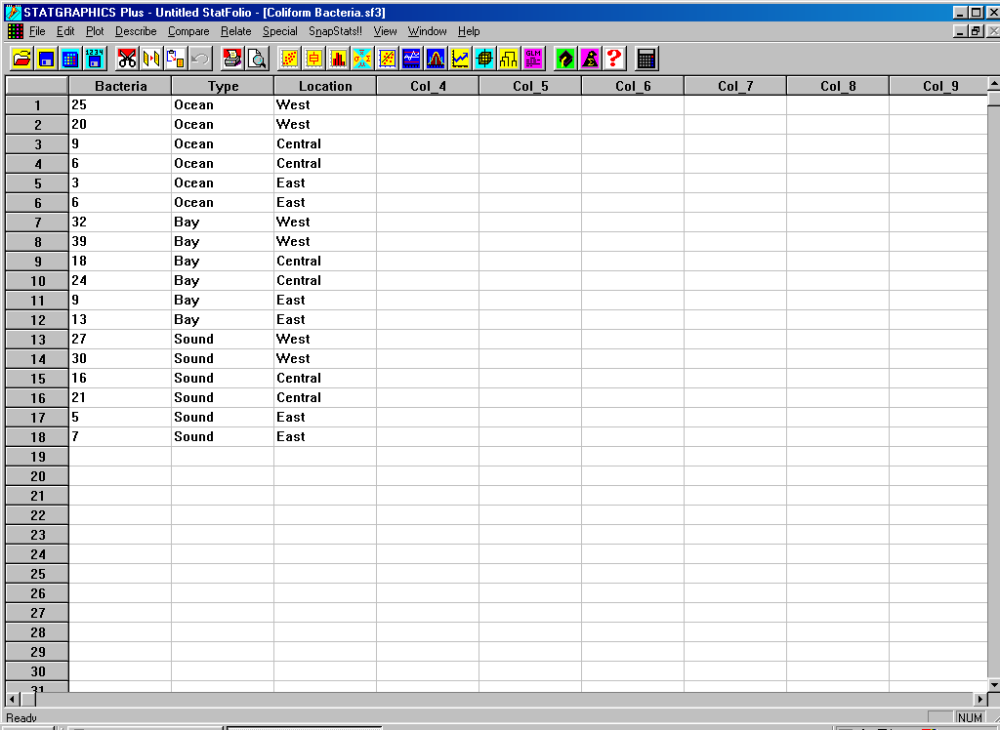 STATGRAPHICS Plus - Untitled StatFolio - [Coliform Bacteria.sf3]
File Edit Plot Describe Compare Relate Special SnapStats!! View Window Help
1234 GLM ?
Bacteria Type Location Col_4 Col_5 Col_6 Col_7 Col_8 Col_9
1 25 Ocean West
2 20 Ocean West
3 9 Ocean Central
4 6 Ocean Central
5 3 Ocean East
6 6 Ocean East
7 32 Bay West
8 39 Bay West
9 18 Bay Central
10 24 Bay Central
11 9 Bay East
12 13 Bay East
13 27 Sound West
14 30 Sound West
15 16 Sound Central
16 21 Sound Central
17 5 Sound East
18 7 Sound East
19
20
21
22
23
24
25
26
27
28
29
30
31
Ready NUM